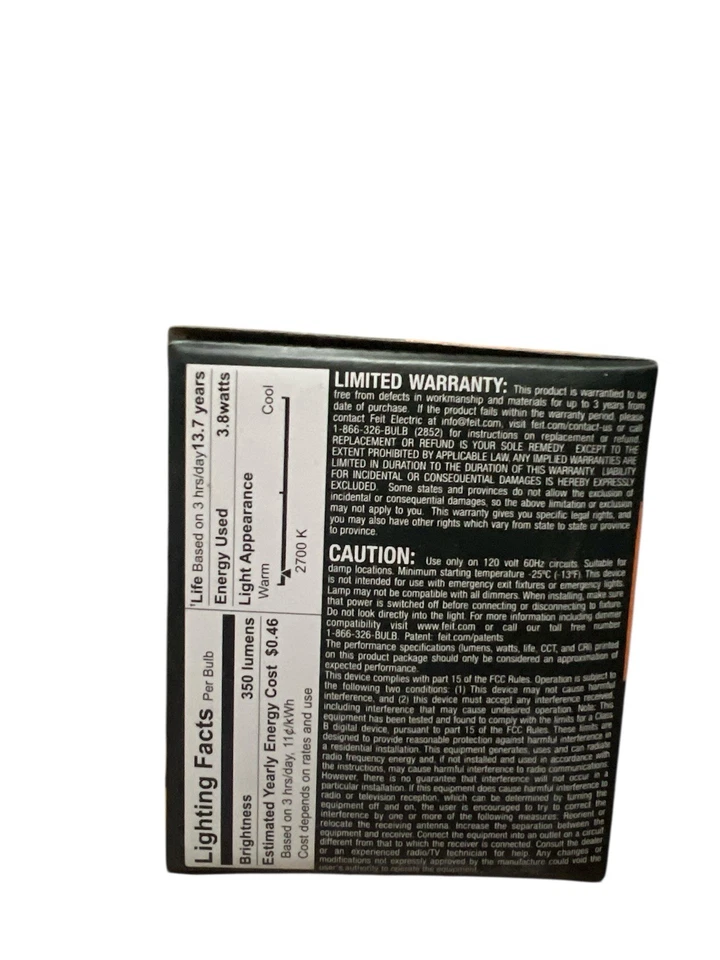 Lighting Facts Per Bulb
Brightness 350 lumens
Estimated Yearly Energy Cost $0.46
Based on 3 hrs/day, 11¢/kWh
Cost depends on rates and use
¹Life Based on 3 hrs/day 13.7 years
Energy Used 3.8watts
Light Appearance
Warm Cool
2700 K
LIMITED WARRANTY: This product is warrantied to be
free from defects in workmanship and materials for up to 3 years from
date of purchase. If the product fails within the warranty period, please
contact Feit Electric at info@feit.com, visit feit.com/contact-us or call
1-866-326-BULB (2852) for instructions on replacement or refund.
REPLACEMENT OR REFUND IS YOUR SOLE REMEDY. EXCEPT TO THE
EXTENT PROHIBITED BY APPLICABLE LAW, ANY IMPLIED WARRANTIES ARE
LIMITED IN DURATION TO THE DURATION OF THIS WARRANTY. LIABILITY
FOR INCIDENTAL OR CONSEQUENTIAL DAMAGES IS HEREBY EXPRESSLY
EXCLUDED. Some states and provinces do not allow the exclusion of
incidental or consequential damages, so the above limitation or exclusion
may not apply to you. This warranty gives you specific legal rights, and
you may also have other rights which vary from state to state or province
to province.
CAUTION: Use only on 120 volt 60Hz circuits. Suitable for
damp locations. Minimum starting temperature -25°C (-13°F). This device
is not intended for use with emergency exit fixtures or emergency lights.
Lamp may not be compatible with all dimmers. When installing, make sure
that power is switched off before connecting or disconnecting to fixture.
Do not look directly into the light. For more information including dimmer
compatibility visit www.feit.com or call our toll free number
1-866-326-BULB. Patent: feit.com/patents
The performance specifications (lumens, watts, life, CCT, and CRI) printed
on this product package should only be considered an approximation of
expected performance.
This device complies with part 15 of the FCC Rules. Operation is subject to
the following two conditions: (1) This device may not cause harmful
interference, and (2) this device must accept any interference received,
including interference that may cause undesired operation. Note: This
equipment has been tested and found to comply with the limits for a Class
B digital device, pursuant to part 15 of the FCC Rules. These limits are
designed to provide reasonable protection against harmful interference in
a residential installation. This equipment generates, uses and can radiate
radio frequency energy and, if not installed and used in accordance with
the instructions, may cause harmful interference to radio communications.
However, there is no guarantee that interference will not occur in a
particular installation. If this equipment does cause harmful interference to
radio or television reception, which can be determined by turning the
equipment off and on, the user is encouraged to try to correct the
interference by one or more of the following measures: Reorient or
relocate the receiving antenna. Increase the separation between the
equipment and receiver. Connect the equipment into an outlet on a circuit
different from that to which the receiver is connected. Consult the dealer
or an experienced radio/TV technician for help. Any changes or
modifications not expressly approved by the manufacture could void the
user's authority to operate the equipment.